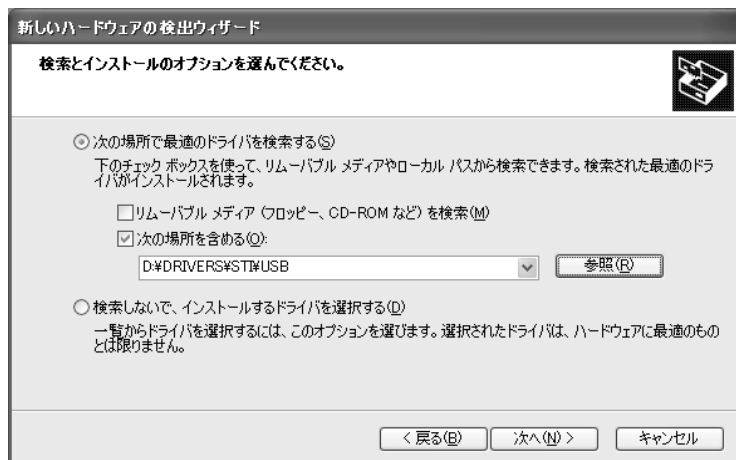 新しいハードウェアの検出ウィザード
検索とインストールのオプションを選んでください。
次の場所で最適のドライバを検索する(S)
下のチェック ボックスを使って、リムーバブル メディアやローカル パスから検索できます。検索された最適のドラ
イバがインストールされます。
リムーバブル メディア (フロッピー、CD-ROM など) を検索(M)
次の場所を含める(O):
D:¥DRIVERS¥STI¥USB
参照(R)
検索しないで、インストールするドライバを選択する(D)
一覧からドライバを選択するには、このオプションを選びます。選択されたドライバは、ハードウェアに最適のもの
とは限りません。
< 戻る(B)
次へ(N) >
キャンセル